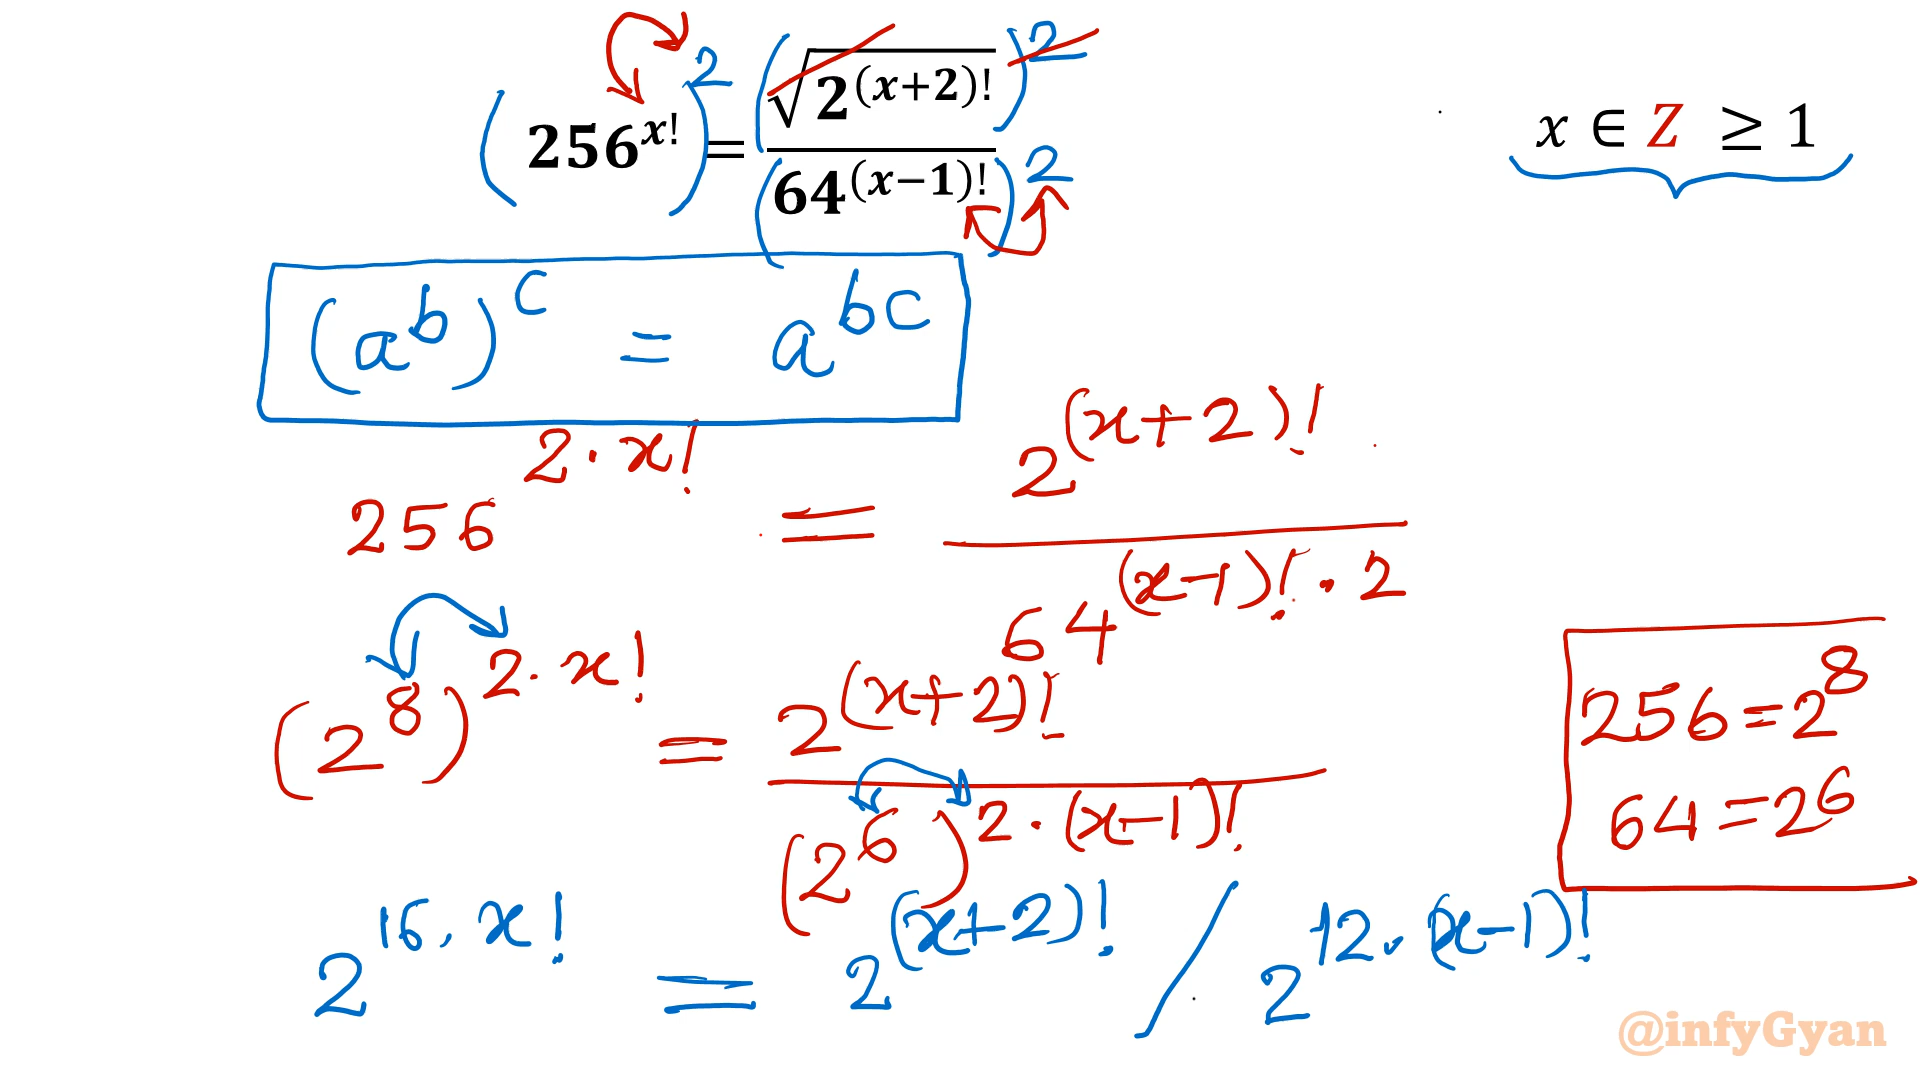 (256^{x!})^2 = (√2^{(x+2)!})^2 / (64^{(x−1)!})^2
x ∈ Z ≥ 1
(a^b)^c = a^{bc}
256^{2·x!} = 2^{(x+2)!} / 64^{(x−1)!·2}
(2^8)^{2·x!} = 2^{(x+2)!} / (2^6)^{2·(x−1)!}
256=2^8
64=2^6
2^{16·x!} = 2^{(x+2)!} / 2^{12·(x−1)!}
@infyGyan